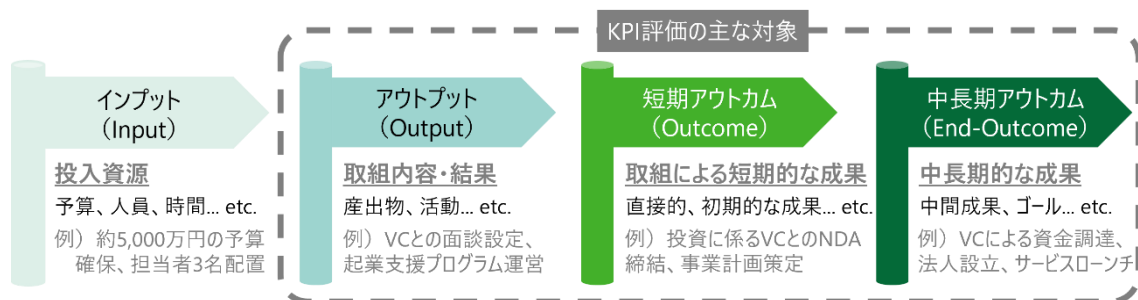 KPI評価の主な対象
インプット
（Input）
投入資源
予算、人員、時間... etc.
例）約5,000万円の予算
確保、担当者3名配置
アウトプット
（Output）
取組内容・結果
産出物、活動... etc.
例）VCとの面談設定、
起業支援プログラム運営
短期アウトカム
（Outcome）
取組による短期的な成果
直接的、初期的な成果... etc.
例）投資に係るVCとのNDA
締結、事業計画策定
中長期アウトカム
（End-Outcome）
中長期的な成果
中間成果、ゴール... etc.
例）VCによる資金調達、
法人設立、サービスローンチ